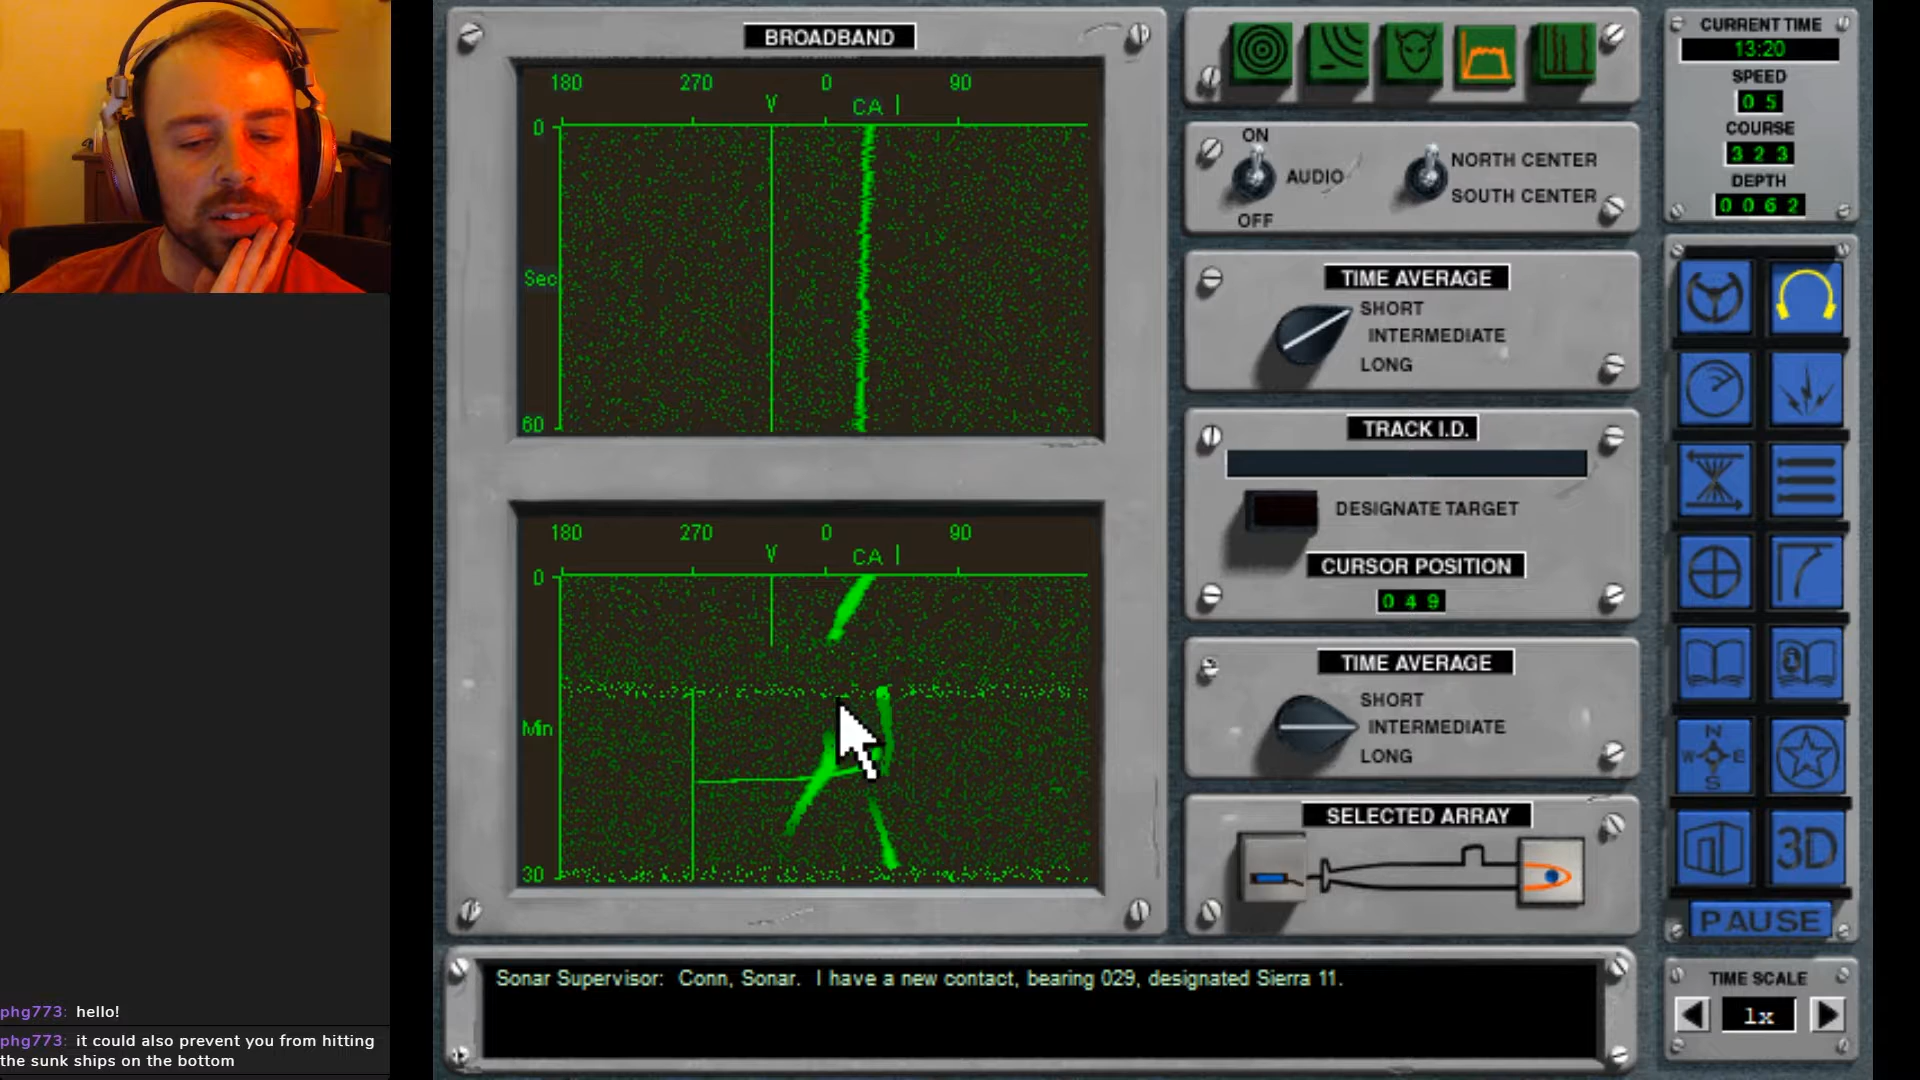 BROADBAND
180 270 0 90
V CA |
0
Sec
60
180 270 0 90
V CA |
0
Min
30
ON
AUDIO
OFF
NORTH CENTER
SOUTH CENTER
TIME AVERAGE
SHORT
INTERMEDIATE
LONG
TRACK I.D.
DESIGNATE TARGET
CURSOR POSITION
049
TIME AVERAGE
SHORT
INTERMEDIATE
LONG
SELECTED ARRAY
CURRENT TIME
13:20
SPEED
05
COURSE
323
DEPTH
0062
N
W E
S
3D
PAUSE
TIME SCALE
1x
Sonar Supervisor: Conn, Sonar. I have a new contact, bearing 029, designated Sierra 11.
phg773: hello!
phg773: it could also prevent you from hitting
the sunk ships on the bottom